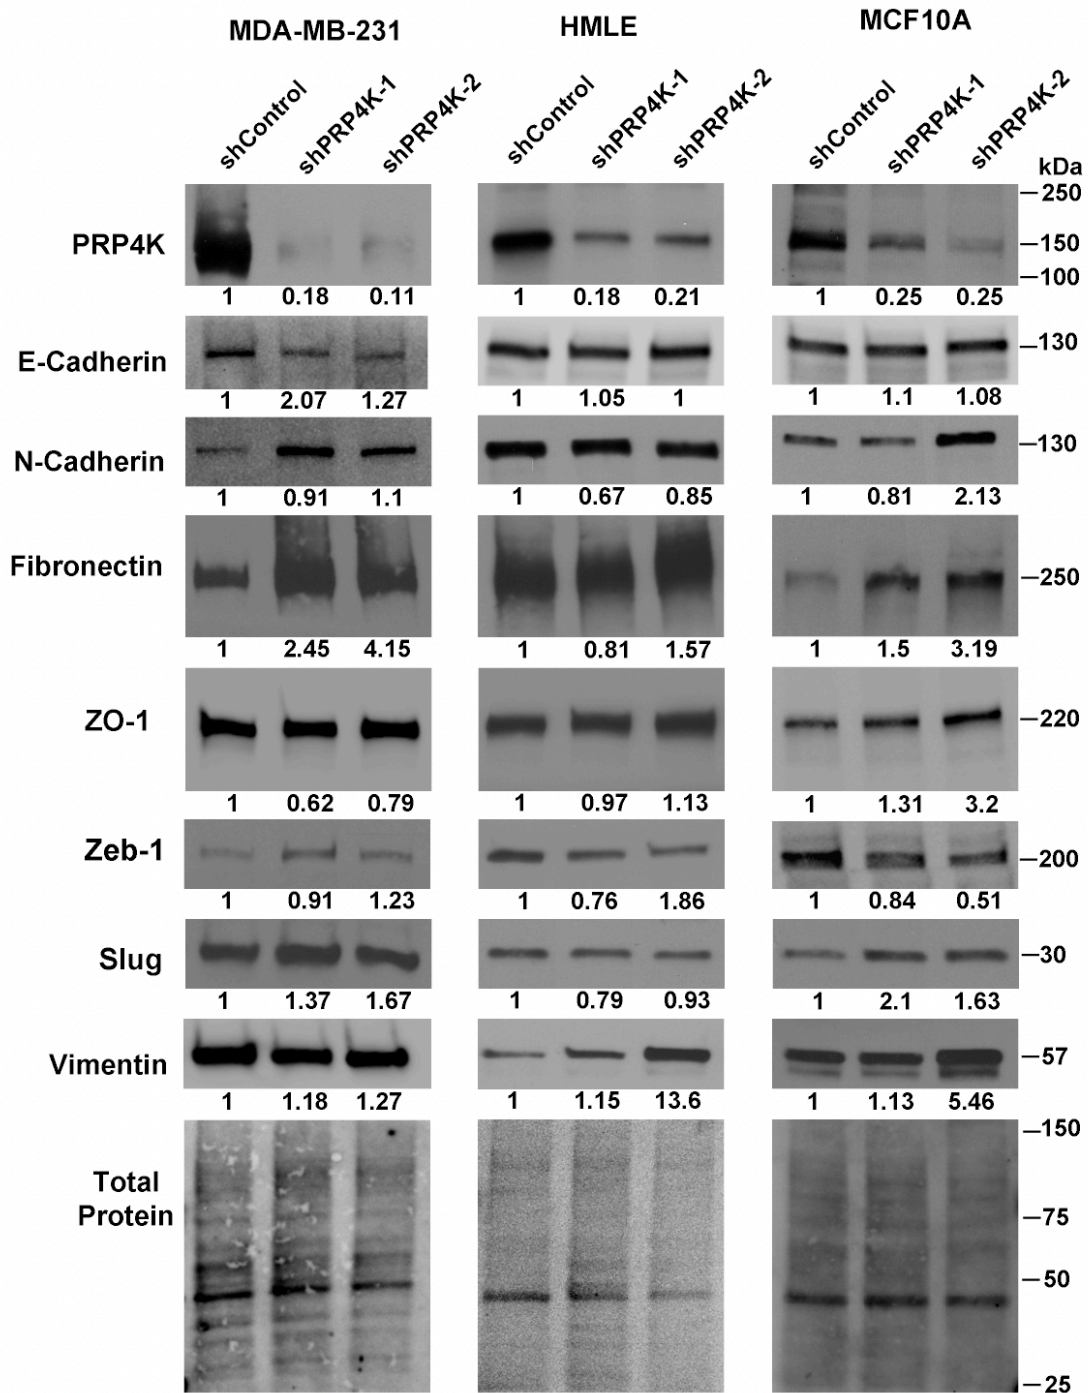 MDA-MB-231 HMLE MCF10A
shControl shPRP4K-1 shPRP4K-2 shControl shPRP4K-1 shPRP4K-2 shControl shPRP4K-1 shPRP4K-2
kDa
250
PRP4K 150
100
1 0.18 0.11 1 0.18 0.21 1 0.25 0.25
E-Cadherin 130
1 2.07 1.27 1 1.05 1 1 1.1 1.08
N-Cadherin 130
1 0.91 1.1 1 0.67 0.85 1 0.81 2.13
Fibronectin 250
1 2.45 4.15 1 0.81 1.57 1 1.5 3.19
ZO-1 220
1 0.62 0.79 1 0.97 1.13 1 1.31 3.2
Zeb-1 200
1 0.91 1.23 1 0.76 1.86 1 0.84 0.51
Slug 30
1 1.37 1.67 1 0.79 0.93 1 2.1 1.63
Vimentin 57
1 1.18 1.27 1 1.15 13.6 1 1.13 5.46
150
Total
Protein 75
50
25